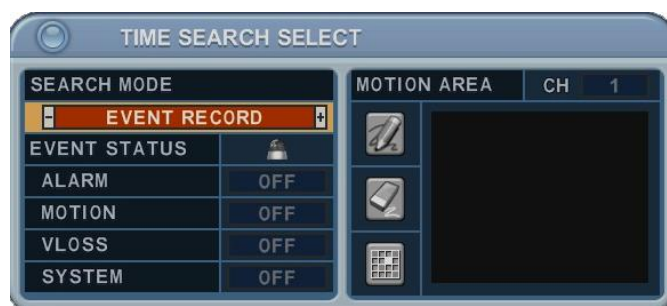 TIME SEARCH SELECT
SEARCH MODE
- EVENT RECORD +
EVENT STATUS
ALARM OFF
MOTION OFF
VLOSS OFF
SYSTEM OFF
MOTION AREA CH 1